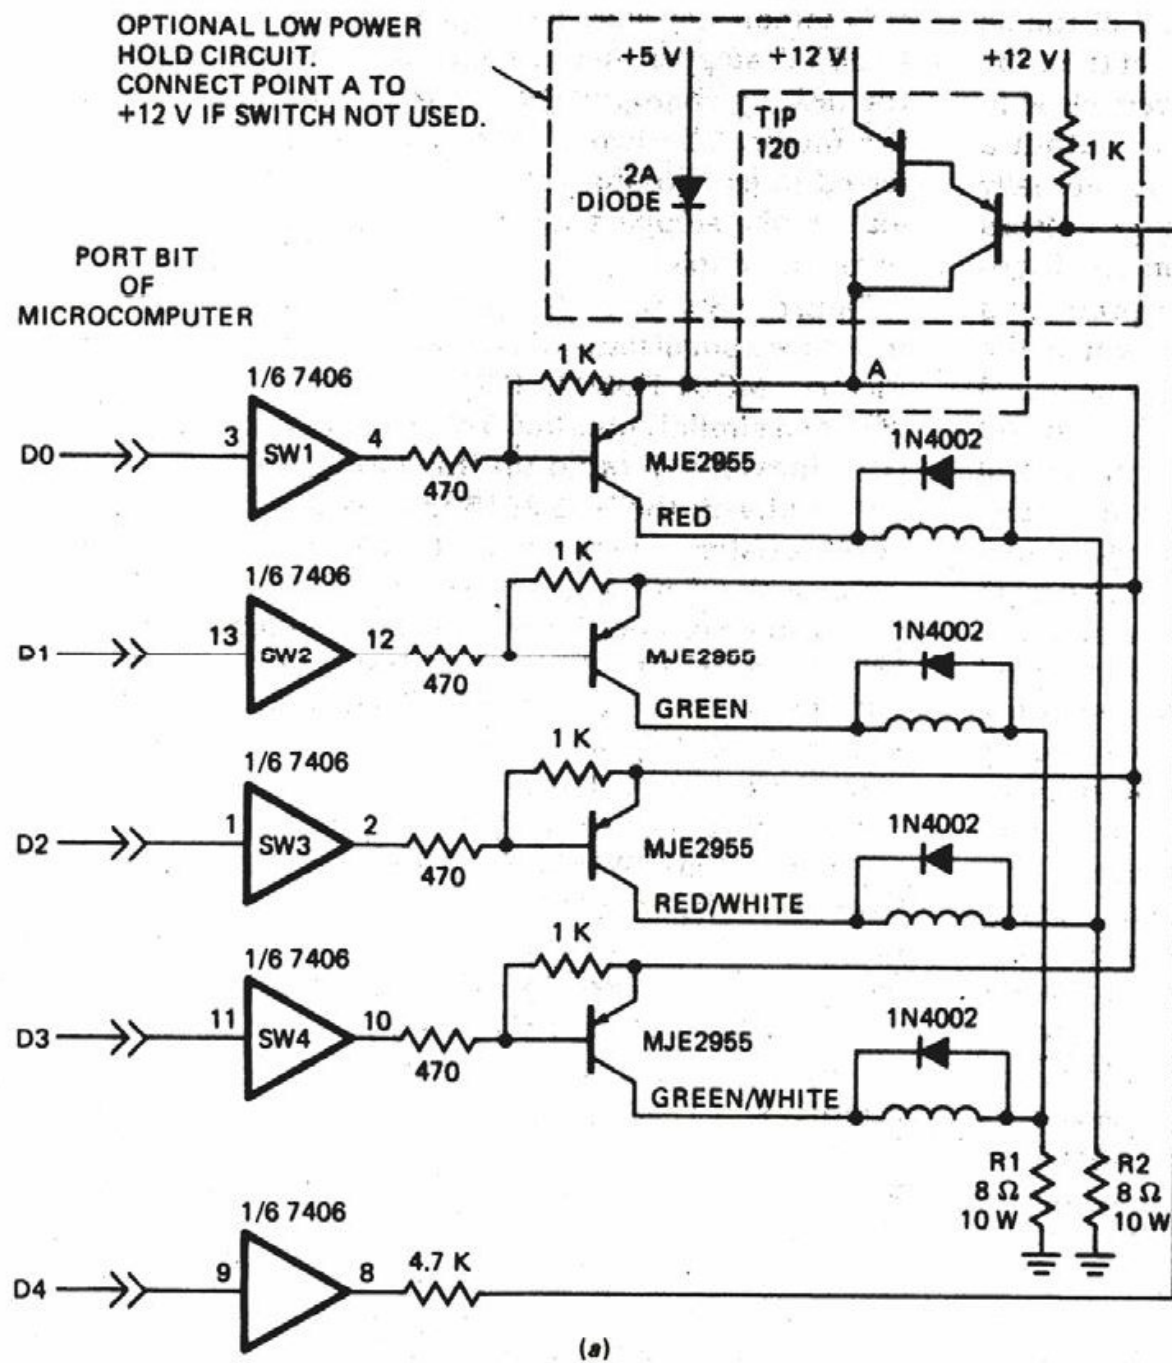 OPTIONAL LOW POWER
HOLD CIRCUIT.
CONNECT POINT A TO
+12 V IF SWITCH NOT USED.
+5 V
+12 V
+12 V
TIP
120
1 K
2A
DIODE
PORT BIT
OF
MICROCOMPUTER
A
1 K
1/6 7406
D0
3
SW1
4
470
MJE2955
1N4002
RED
1 K
1/6 7406
D1
13
SW2
12
470
MJE2955
1N4002
GREEN
1 K
1/6 7406
D2
1
SW3
2
470
MJE2955
1N4002
RED/WHITE
1 K
1/6 7406
D3
11
SW4
10
470
MJE2955
1N4002
GREEN/WHITE
R1
8 Ω
10 W
R2
8 Ω
10 W
1/6 7406
D4
9
8
4.7 K
(a)